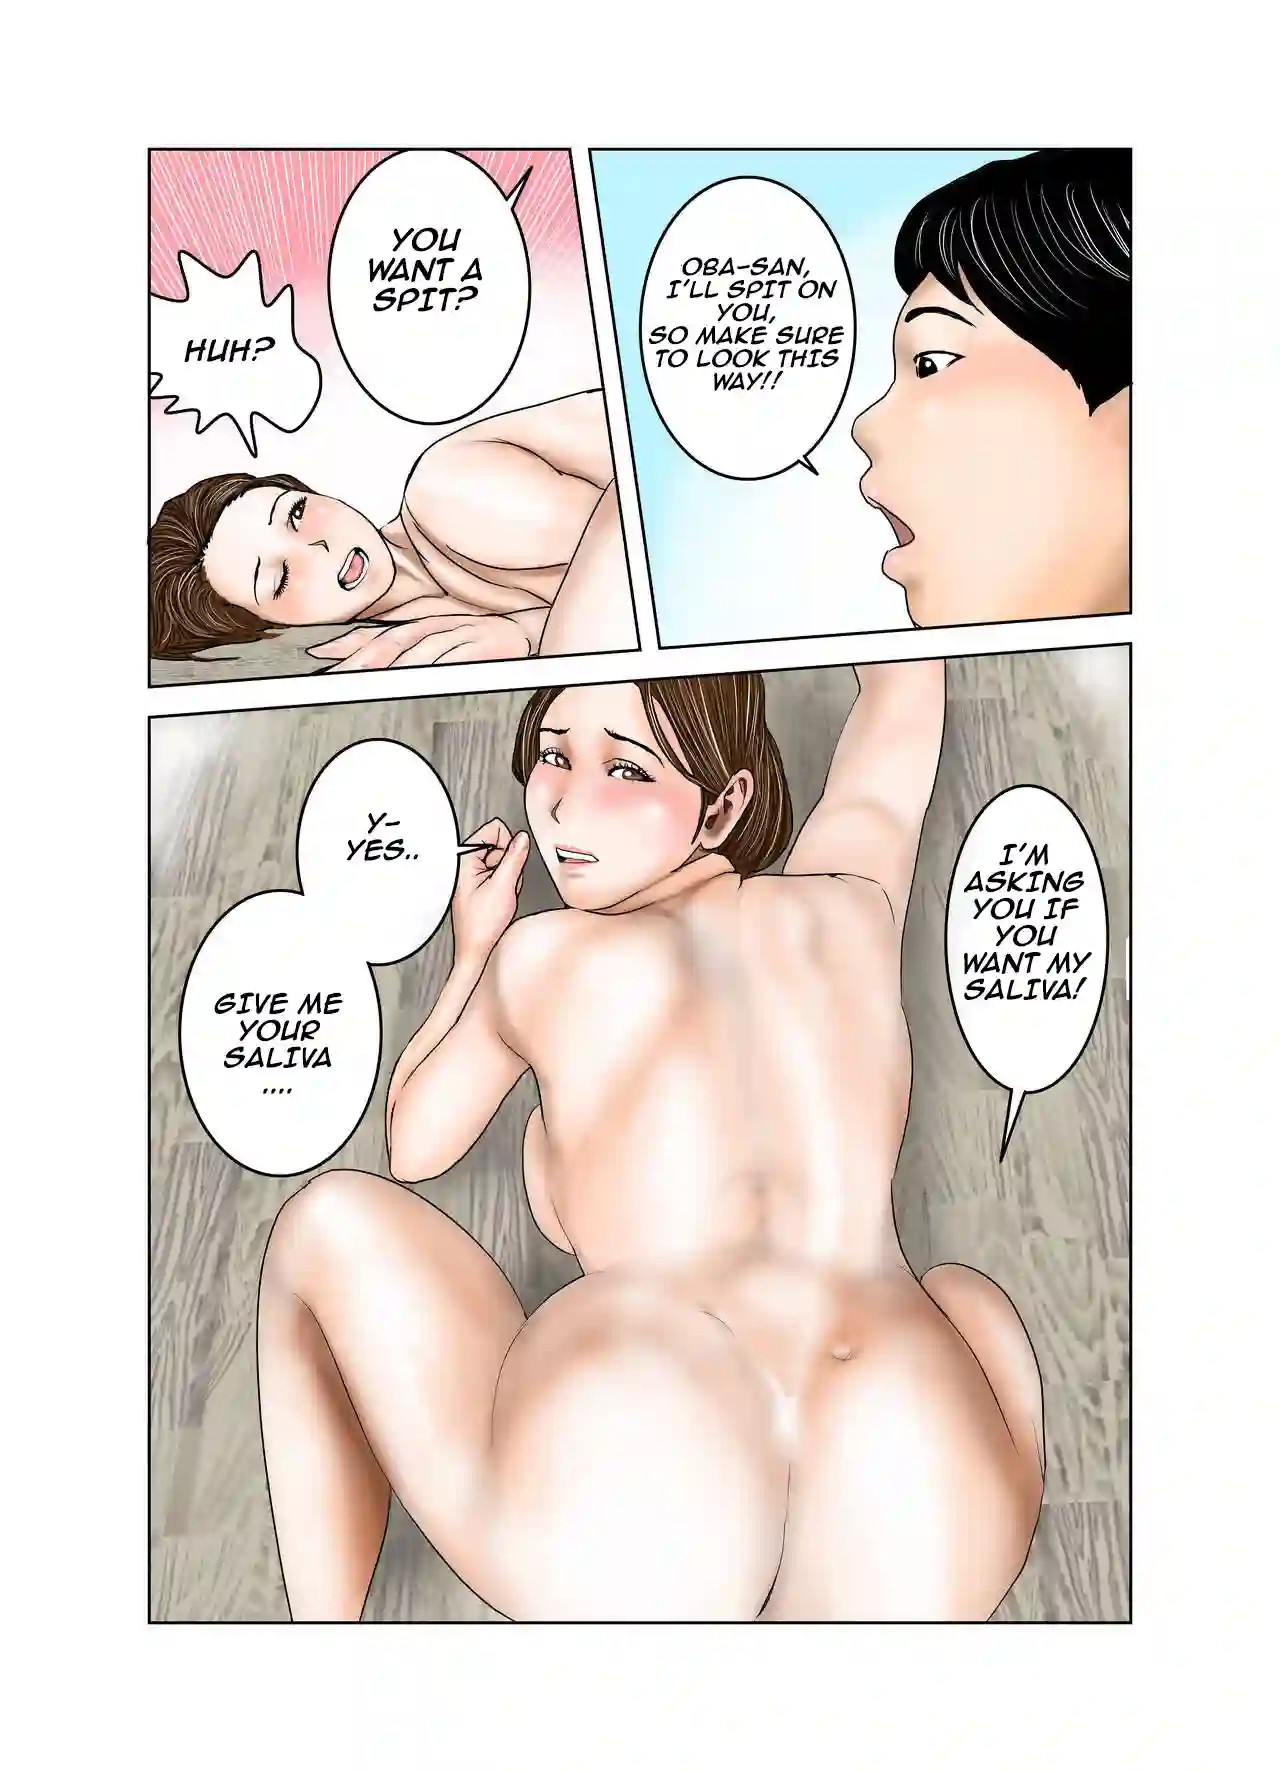 OBA-SAN,
I'LL SPIT ON
YOU,
SO MAKE SURE
TO LOOK THIS
WAY!!
YOU
WANT A
SPIT?
HUH?
I'M
ASKING
YOU IF
YOU
WANT MY
SALIVA!
Y-
YES..
GIVE ME
YOUR
SALIVA
....